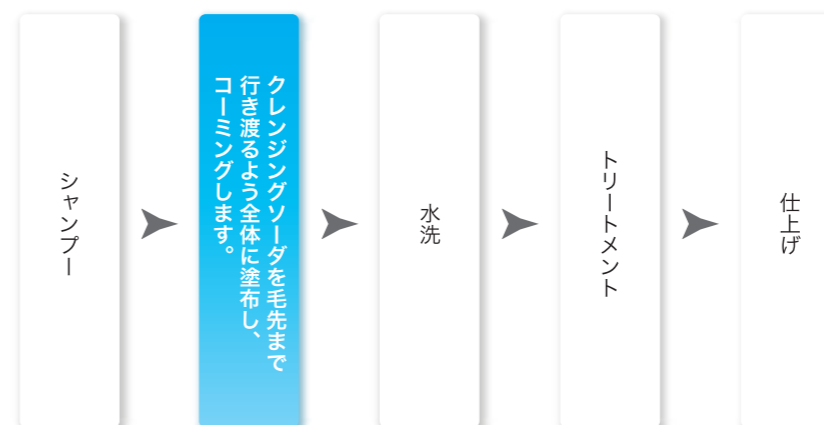 シャンプー
クレンジングソーダを毛先まで
行き渡るよう全体に塗布し、
コーミングします。
水洗
トリートメント
仕上げ